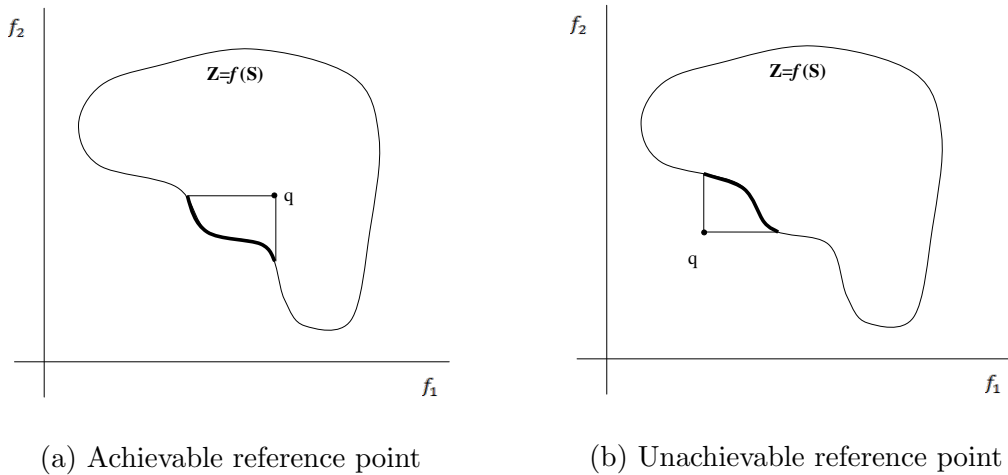 f₂
Z=f(S)
q
f₁
(a) Achievable reference point
f₂
Z=f(S)
q
f₁
(b) Unachievable reference point